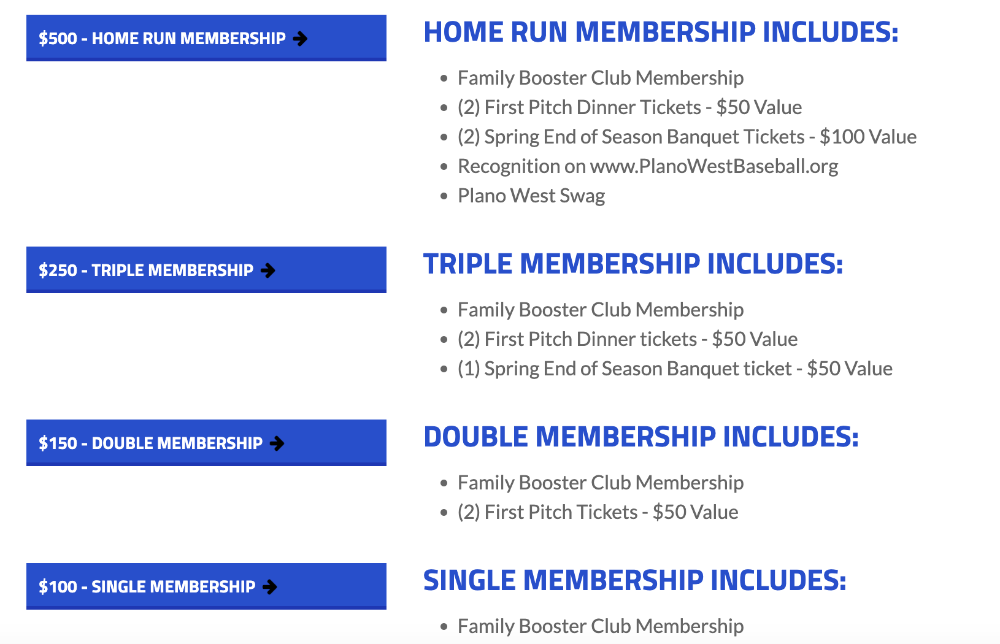 $500 - HOME RUN MEMBERSHIP
HOME RUN MEMBERSHIP INCLUDES:
Family Booster Club Membership
(2) First Pitch Dinner Tickets - $50 Value
(2) Spring End of Season Banquet Tickets - $100 Value
Recognition on www.PlanoWestBaseball.org
Plano West Swag
$250 - TRIPLE MEMBERSHIP
TRIPLE MEMBERSHIP INCLUDES:
Family Booster Club Membership
(2) First Pitch Dinner tickets - $50 Value
(1) Spring End of Season Banquet ticket - $50 Value
$150 - DOUBLE MEMBERSHIP
DOUBLE MEMBERSHIP INCLUDES:
Family Booster Club Membership
(2) First Pitch Tickets - $50 Value
$100 - SINGLE MEMBERSHIP
SINGLE MEMBERSHIP INCLUDES:
Family Booster Club Membership